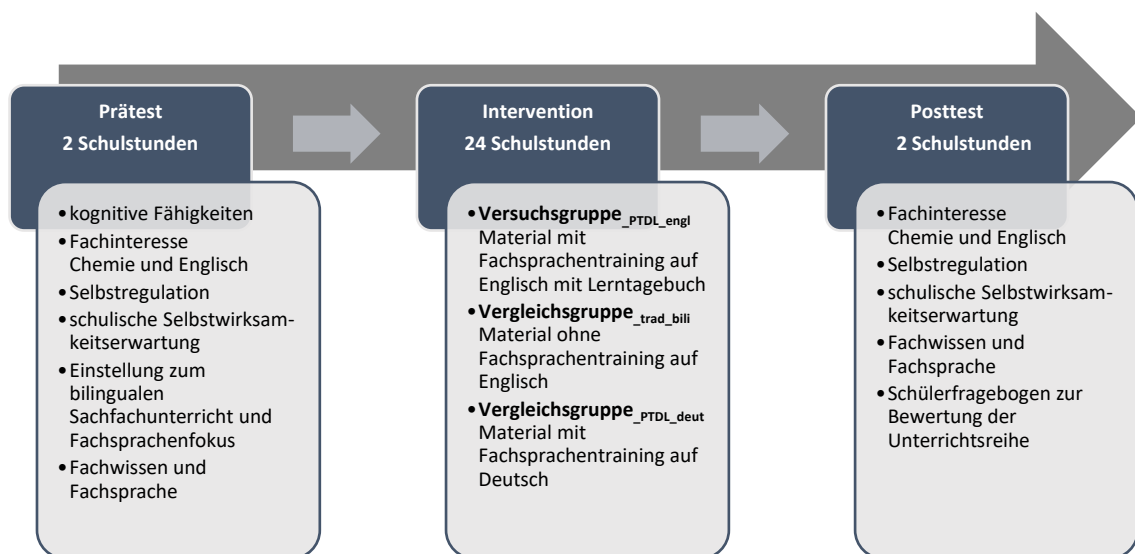 Prätest
2 Schulstunden
•kognitive Fähigkeiten
•Fachinteresse
Chemie und Englisch
•Selbstregulation
•schulische Selbstwirksam-
keitserwartung
•Einstellung zum
bilingualen
Sachfachunterricht und
Fachsprachenfokus
•Fachwissen und
Fachsprache
Intervention
24 Schulstunden
•Versuchsgruppe_PTDL_engl
Material mit
Fachsprachentraining auf
Englisch mit Lerntagebuch
•Vergleichsgruppe_trad_bili
Material ohne
Fachsprachentraining auf
Englisch
•Vergleichsgruppe_PTDL_deut
Material mit
Fachsprachentraining auf
Deutsch
Posttest
2 Schulstunden
•Fachinteresse
Chemie und Englisch
•Selbstregulation
•schulische Selbstwirksam-
keitserwartung
•Fachwissen und
Fachsprache
•Schülerfragebogen zur
Bewertung der
Unterrichtsreihe